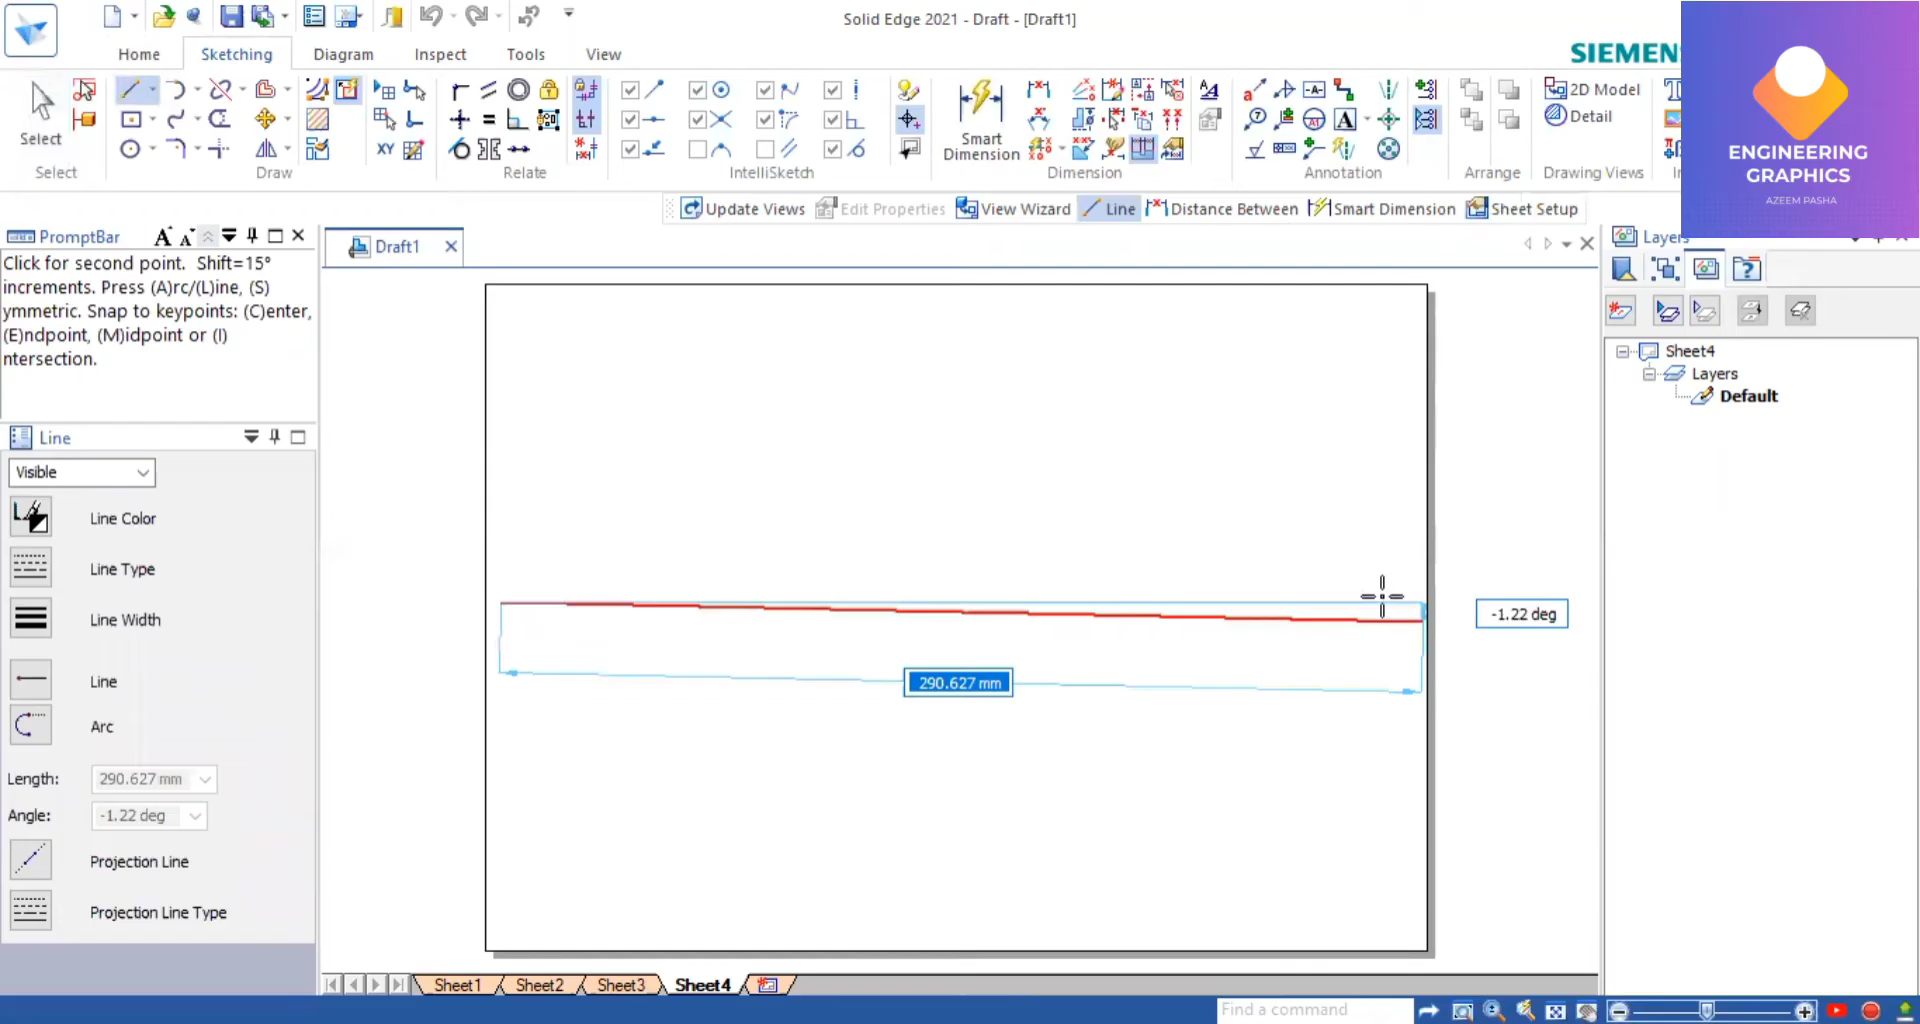 Solid Edge 2021 - Draft - [Draft1]
SIEMENS
ENGINEERING
GRAPHICS
AZEEM PASHA
Home
Sketching
Diagram
Inspect
Tools
View
Select
Select
Draw
XY
Relate
IntelliSketch
Smart
Dimension
Dimension
Annotation
Arrange
2D Model
Detail
Drawing Views
Update Views
Edit Properties
View Wizard
Line
Distance Between
Smart Dimension
Sheet Setup
PromptBar
Click for second point. Shift=15°
increments. Press (A)rc/(L)ine, (S)
ymmetric. Snap to keypoints: (C)enter,
(E)ndpoint, (M)idpoint or (I)
ntersection.
Draft1
Layers
Sheet4
Layers
Default
Line
Visible
Line Color
Line Type
Line Width
Line
Arc
Length:
290.627 mm
Angle:
-1.22 deg
Projection Line
Projection Line Type
-1.22 deg
290.627 mm
Sheet1
Sheet2
Sheet3
Sheet4
Find a command